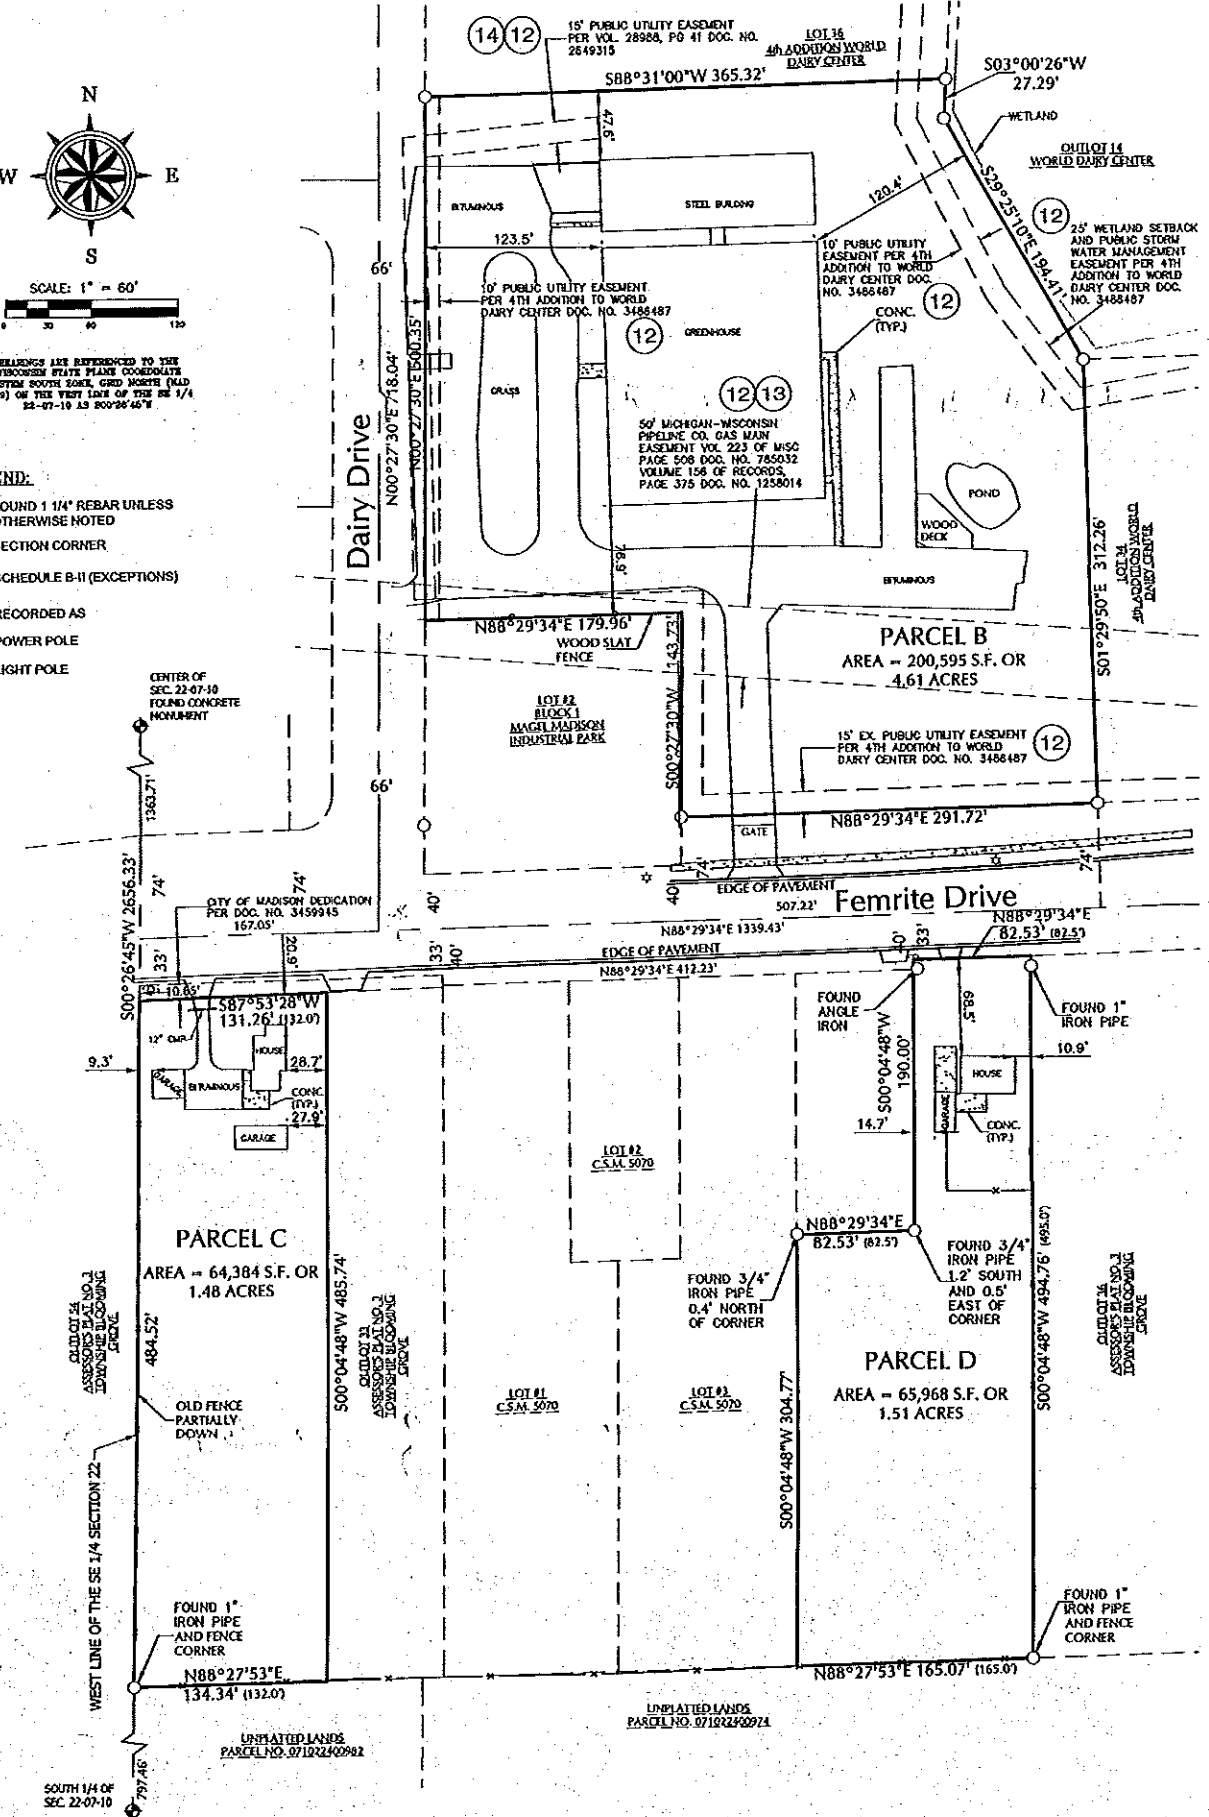 14 12
15' PUBLIC UTILITY EASEMENT
PER VOL. 28988, PG 41 DOC. NO.
2649315
LOT 36
4th ADDITION WORLD
DAIRY CENTER
S88°31'00"W 365.32'
S03°00'26"W
27.29'
WETLAND
OUTLOT 14
WORLD DAIRY CENTER
N
W
E
S
SCALE: 1" = 60'
0 30 60 120
BEARINGS ARE REFERENCED TO THE
WISCONSIN STATE PLANE COORDINATE
SYSTEM SOUTH ZONE, GRID NORTH (NAD
ON THE WEST LINE OF THE SE 1/4
22-07-10 AS S00°26'45"W
END:
OUND 1 1/4" REBAR UNLESS
THERWISE NOTED
ECTION CORNER
CHEDULE B-II (EXCEPTIONS)
RECORDED AS
POWER POLE
IGHT POLE
47.6'
BITUMINOUS
STEEL BUILDING
120.4'
S29°25'10"E 194.41'
12
25' WETLAND SETBACK
AND PUBLIC STORM
WATER MANAGEMENT
EASEMENT PER 4TH
ADDITION TO WORLD
DAIRY CENTER DOC.
NO. 3486487
123.5'
66'
10' PUBLIC UTILITY EASEMENT
PER 4TH ADDITION TO WORLD
DAIRY CENTER DOC. NO. 3486487
12
10' PUBLIC UTILITY
EASEMENT PER 4TH
ADDITION TO WORLD
DAIRY CENTER DOC.
NO. 3486487
12
CONC.
(TYP.)
GREENHOUSE
GRASS
Dairy Drive
N00°27'30"E 718.04'
N00°27'30"E 500.35'
12 13
50' MICHIGAN-WISCONSIN
PIPELINE CO. GAS MAIN
EASEMENT VOL. 223 OF MISC
PAGE 508 DOC. NO. 785032
VOLUME 156 OF RECORDS,
PAGE 375 DOC. NO. 1258014
POND
WOOD
DECK
BITUMINOUS
S01°29'50"E 312.26'
LOT 34
4th ADDITION WORLD
DAIRY CENTER
78.9'
N88°29'34"E 179.96'
WOOD SLAT
FENCE
S00°27'30"W 143.73'
PARCEL B
AREA = 200,595 S.F. OR
4.61 ACRES
CENTER OF
SEC. 22-07-10
FOUND CONCRETE
MONUMENT
LOT #2
BLOCK 1
MAGEL MADISON
INDUSTRIAL PARK
15' EX. PUBLIC UTILITY EASEMENT
PER 4TH ADDITION TO WORLD
DAIRY CENTER DOC. NO. 3486487
12
66'
1363.71'
N88°29'34"E 291.72'
GATE
74'
74'
EDGE OF PAVEMENT
507.22'
Femrite Drive
S00°26'45"W 2656.33'
74'
74'
40'
40'
CITY OF MADISON DEDICATION
PER DOC. NO. 3459945
167.05'
N88°29'34"E 1339.43'
N88°29'34"E
82.53' (82.5')
33'
20.9'
33'
40'
EDGE OF PAVEMENT
N88°29'34"E 412.23'
40'
33'
10.85'
S87°53'28"W
131.26' (132.0')
12" CMP
9.3'
GARAGE
BITUMINOUS
HOUSE
28.7'
CONC.
(TYP.)
27.9'
GARAGE
FOUND
ANGLE
IRON
FOUND 1"
IRON PIPE
68.5'
10.9'
HOUSE
S00°04'48"W
190.00'
14.7'
GARAGE
CONC.
(TYP.)
LOT #2
C.S.M. 5070
N88°29'34"E
82.53' (82.5')
PARCEL C
AREA = 64,384 S.F. OR
1.48 ACRES
FOUND 3/4"
IRON PIPE
0.4' NORTH
OF CORNER
FOUND 3/4"
IRON PIPE
1.2' SOUTH
AND 0.5'
EAST OF
CORNER
ASSESSOR'S PLAT NO. 3
TOWNSHIP BLOOMING
GROVE
484.52'
S00°04'48"W 485.74'
OUTLOT 33
ASSESSOR'S PLAT NO. 3
TOWNSHIP BLOOMING
GROVE
S00°04'48"W 494.76' (495.0')
OUTLOT 36
ASSESSOR'S PLAT NO. 3
TOWNSHIP BLOOMING
GROVE
PARCEL D
AREA = 65,968 S.F. OR
1.51 ACRES
LOT #1
C.S.M. 5070
LOT #3
C.S.M. 5070
OLD FENCE
PARTIALLY
DOWN
S00°04'48"W 304.77'
WEST LINE OF THE SE 1/4 SECTION 22
FOUND 1"
IRON PIPE
AND FENCE
CORNER
FOUND 1"
IRON PIPE
AND FENCE
CORNER
N88°27'53"E
134.34' (132.0')
N88°27'53"E 165.07' (165.0')
UNPLATTED LANDS
PARCEL NO. 071022400974
UNPLATTED LANDS
PARCEL NO. 071022400982
797.46'
SOUTH 1/4 OF
SEC. 22-07-10